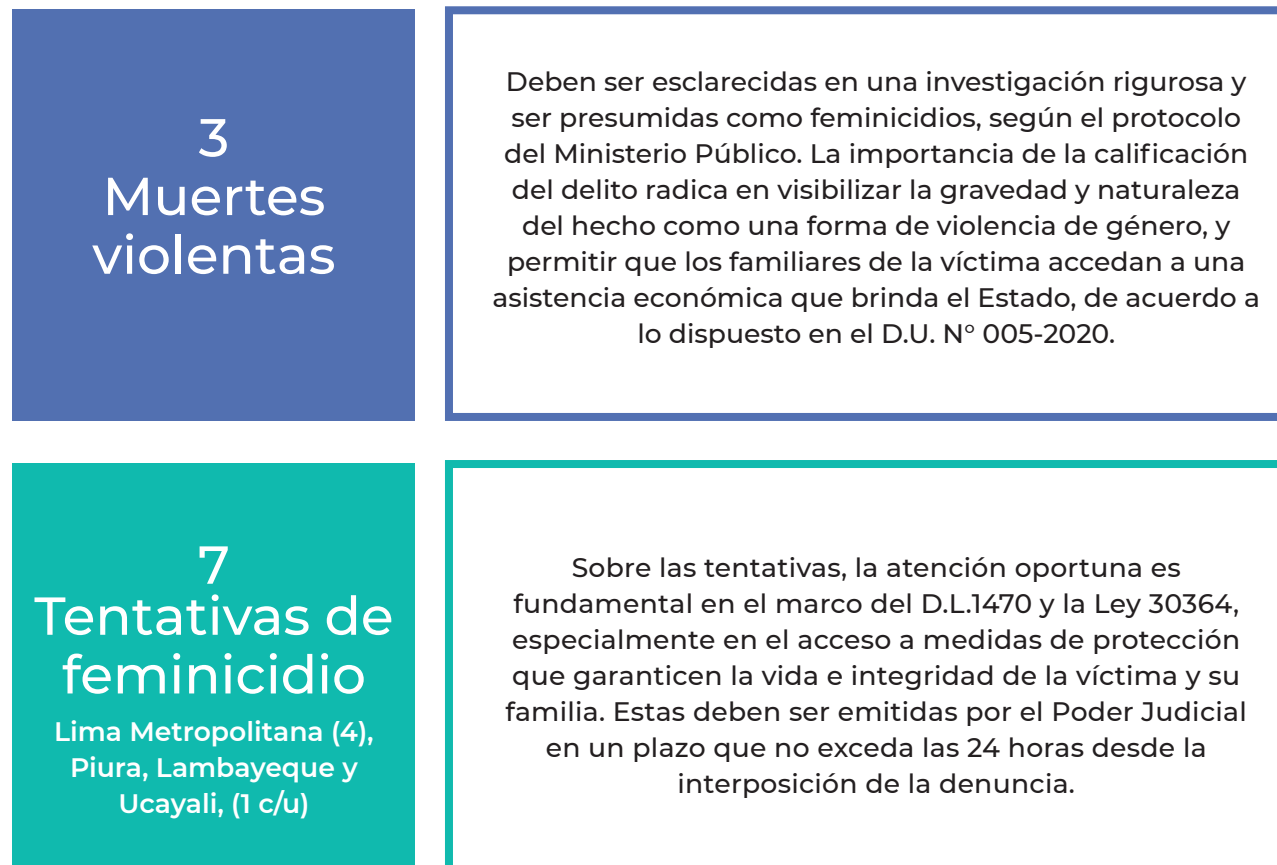 3
Muertes
violentas
Deben ser esclarecidas en una investigación rigurosa y
ser presumidas como feminicidios, según el protocolo
del Ministerio Público. La importancia de la calificación
del delito radica en visibilizar la gravedad y naturaleza
del hecho como una forma de violencia de género, y
permitir que los familiares de la víctima accedan a una
asistencia económica que brinda el Estado, de acuerdo a
lo dispuesto en el D.U. N° 005-2020.
7
Tentativas de
feminicidio
Lima Metropolitana (4),
Piura, Lambayeque y
Ucayali, (1 c/u)
Sobre las tentativas, la atención oportuna es
fundamental en el marco del D.L.1470 y la Ley 30364,
especialmente en el acceso a medidas de protección
que garanticen la vida e integridad de la víctima y su
familia. Estas deben ser emitidas por el Poder Judicial
en un plazo que no exceda las 24 horas desde la
interposición de la denuncia.